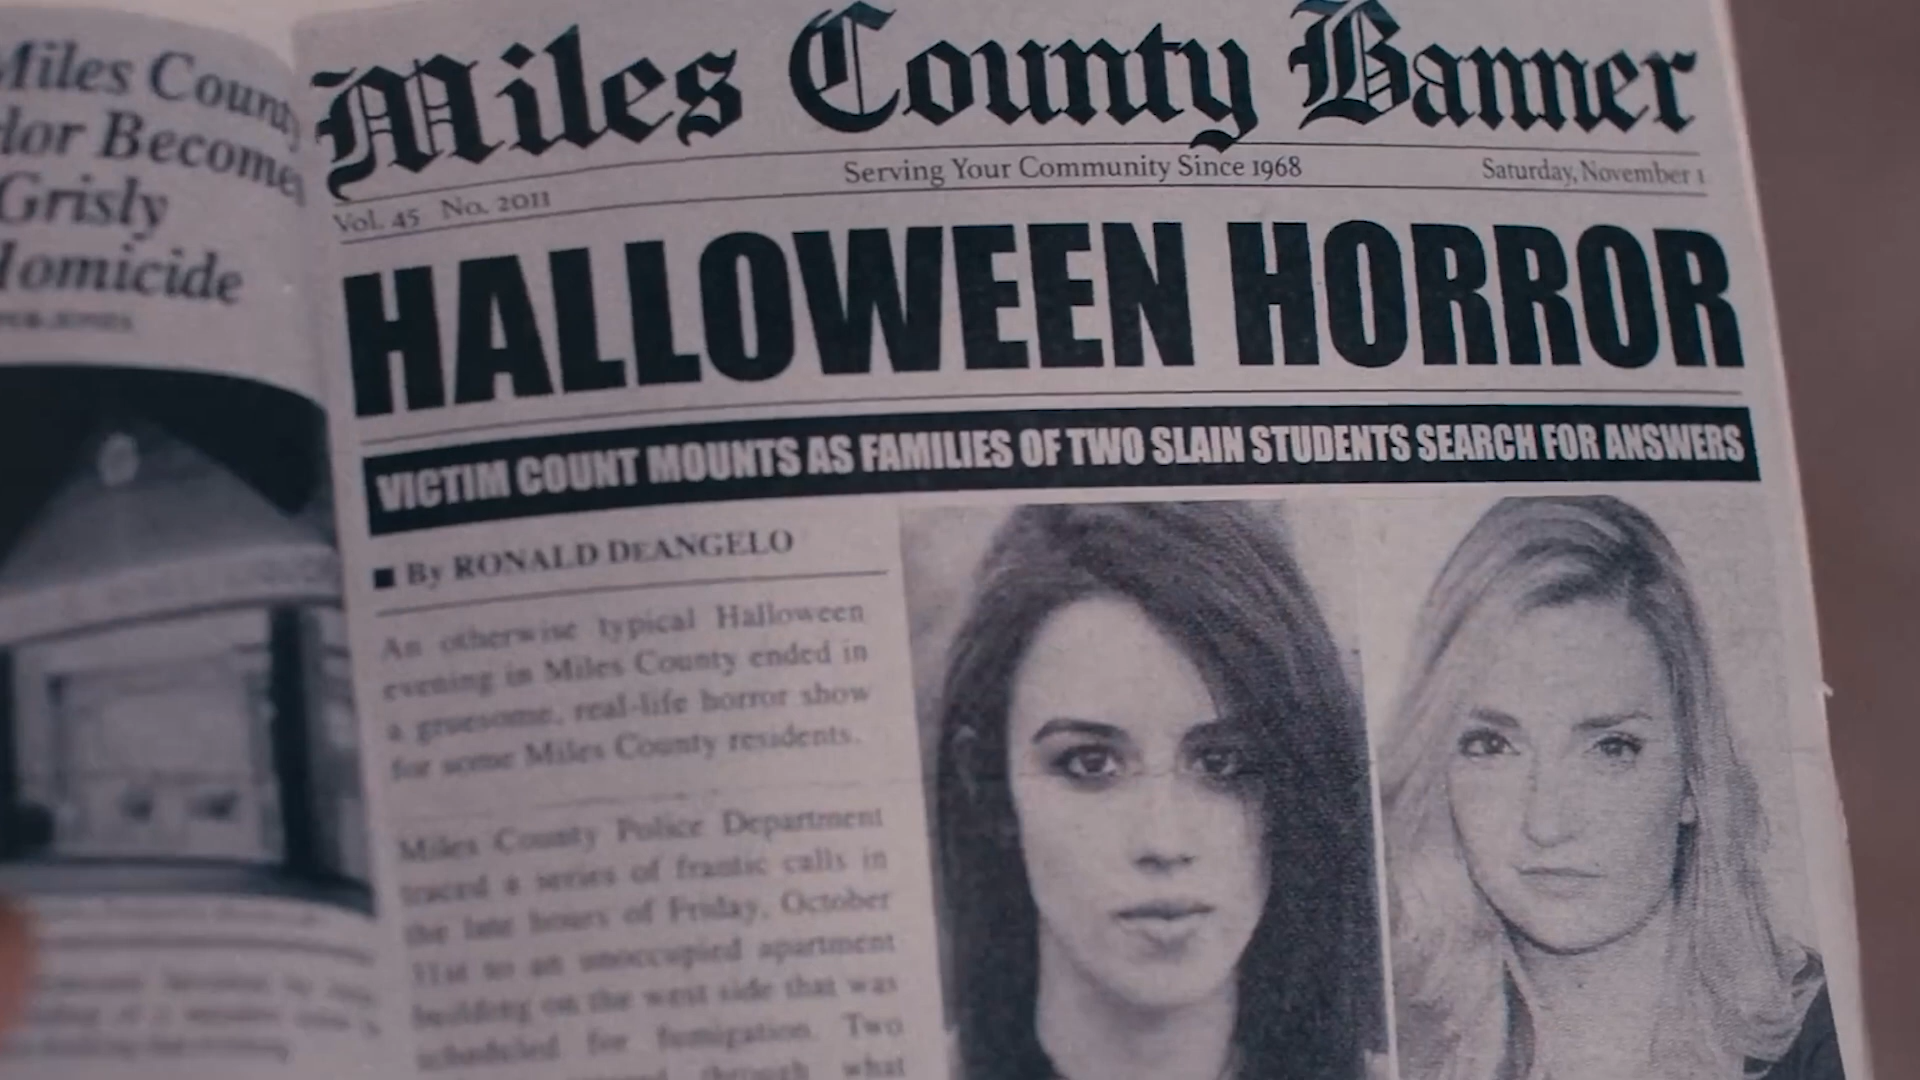 Miles County
Becomes
Grisly
Homicide
Miles County Banner
Vol. 45 No. 2011 Serving Your Community Since 1968 Saturday, November 1
HALLOWEEN HORROR
VICTIM COUNT MOUNTS AS FAMILIES OF TWO SLAIN STUDENTS SEARCH FOR ANSWERS
■ By RONALD DEANGELO
An otherwise typical Halloween
evening in Miles County ended in
a gruesome, real-life horror show
for some Miles County residents.
Miles County Police Department
traced a series of frantic calls in
the late hours of Friday, October
31st to an unoccupied apartment
building on the west side that was
scheduled for fumigation. Two
through what